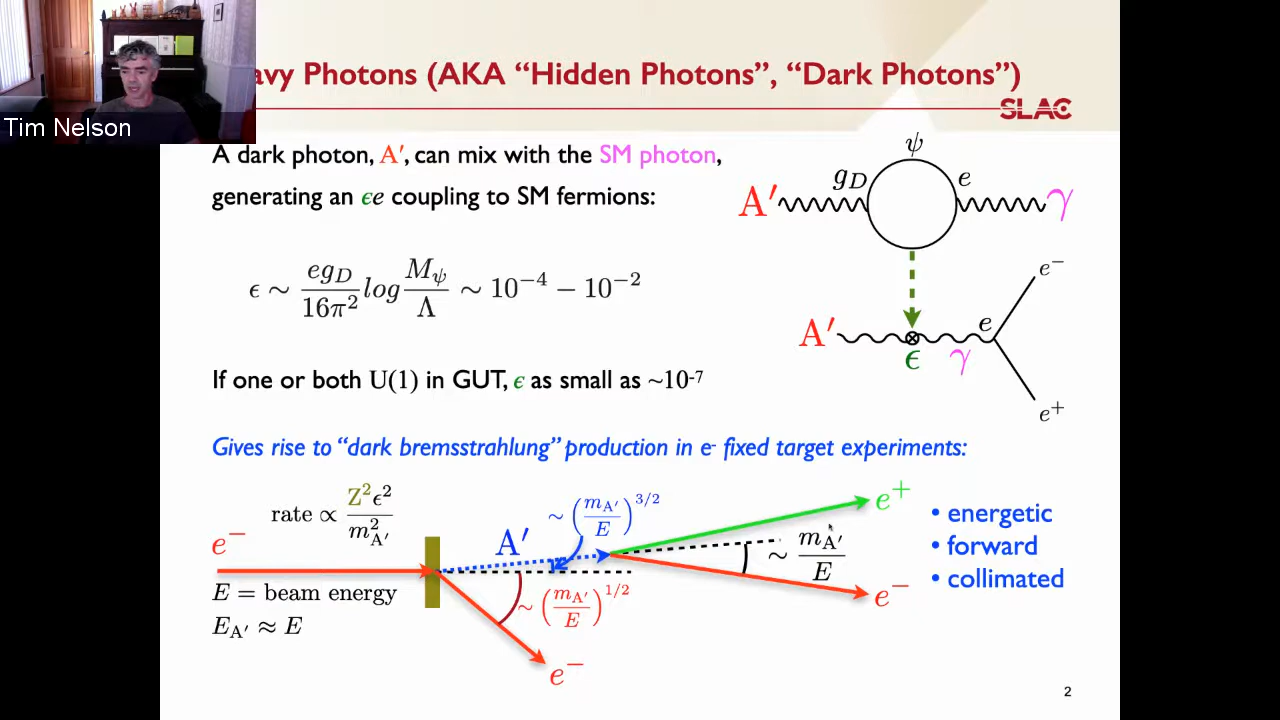 avy Photons (AKA “Hidden Photons”, “Dark Photons”)
SLAC
Tim Nelson
A dark photon, A′, can mix with the SM photon,
generating an ϵe coupling to SM fermions:
ϵ ∼ eg_D/16π² log M_ψ/Λ ∼ 10⁻⁴ − 10⁻²
If one or both U(1) in GUT, ϵ as small as ~10⁻⁷
ψ
g_D
e
A′
γ
e⁻
A′
e
ϵ
γ
e⁺
Gives rise to “dark bremsstrahlung” production in e⁻ fixed target experiments:
rate ∝ Z²ϵ²/m²_A′
e⁻
E = beam energy
E_A′ ≈ E
A′
∼ (m_A′/E)^3/2
∼ (m_A′/E)^1/2
e⁻
e⁺
∼ m_A′/E
e⁻
• energetic
• forward
• collimated
2